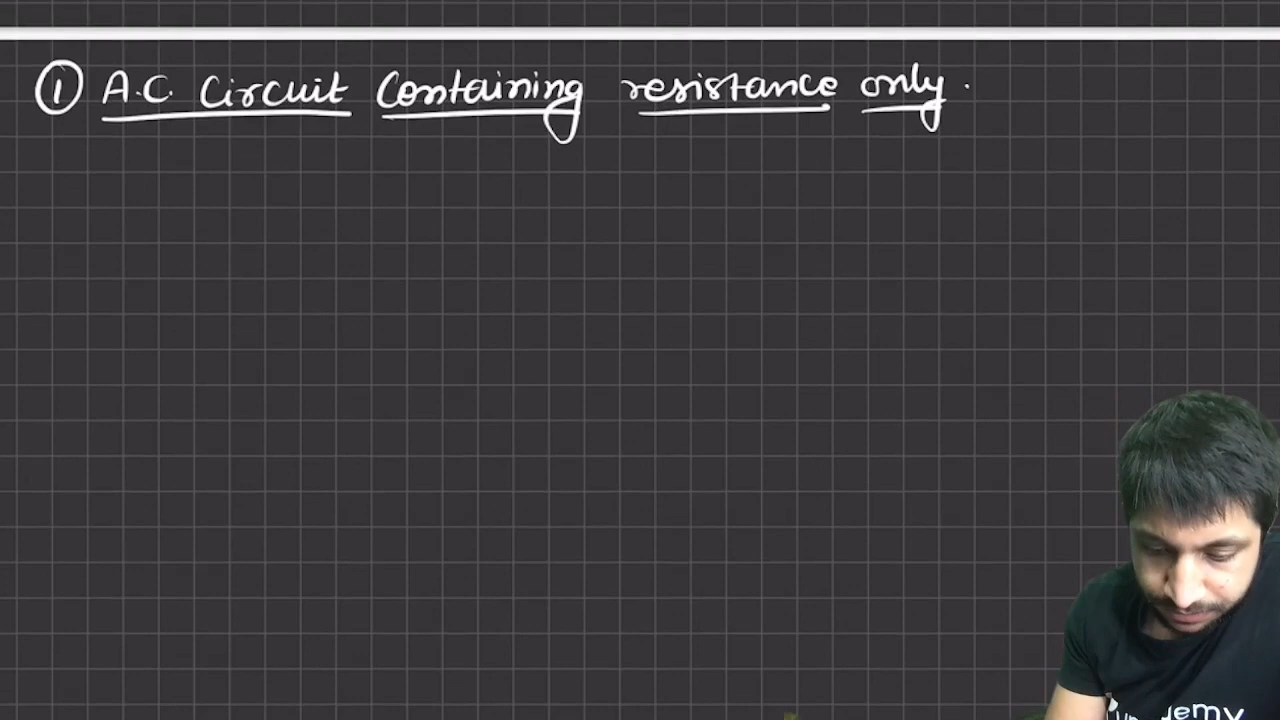 ① A.C. Circuit Containing resistance only.